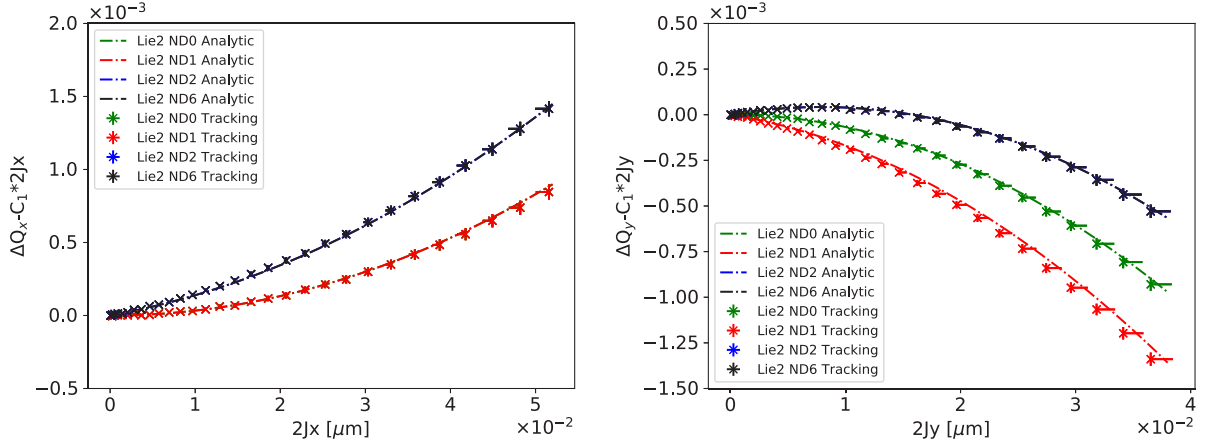 ×10⁻³
2.0
1.5
1.0
0.5
0.0
−0.5
ΔQₓ-C₁*2Jx
Lie2 ND0 Analytic
Lie2 ND1 Analytic
Lie2 ND2 Analytic
Lie2 ND6 Analytic
Lie2 ND0 Tracking
Lie2 ND1 Tracking
Lie2 ND2 Tracking
Lie2 ND6 Tracking
0 1 2 3 4 5
2Jx [μm]
×10⁻²
×10⁻³
0.50
0.25
0.00
−0.25
−0.50
−0.75
−1.00
−1.25
−1.50
ΔQy-C₁*2Jy
Lie2 ND0 Analytic
Lie2 ND1 Analytic
Lie2 ND2 Analytic
Lie2 ND6 Analytic
Lie2 ND0 Tracking
Lie2 ND1 Tracking
Lie2 ND2 Tracking
Lie2 ND6 Tracking
0 1 2 3 4
2Jy [μm]
×10⁻²